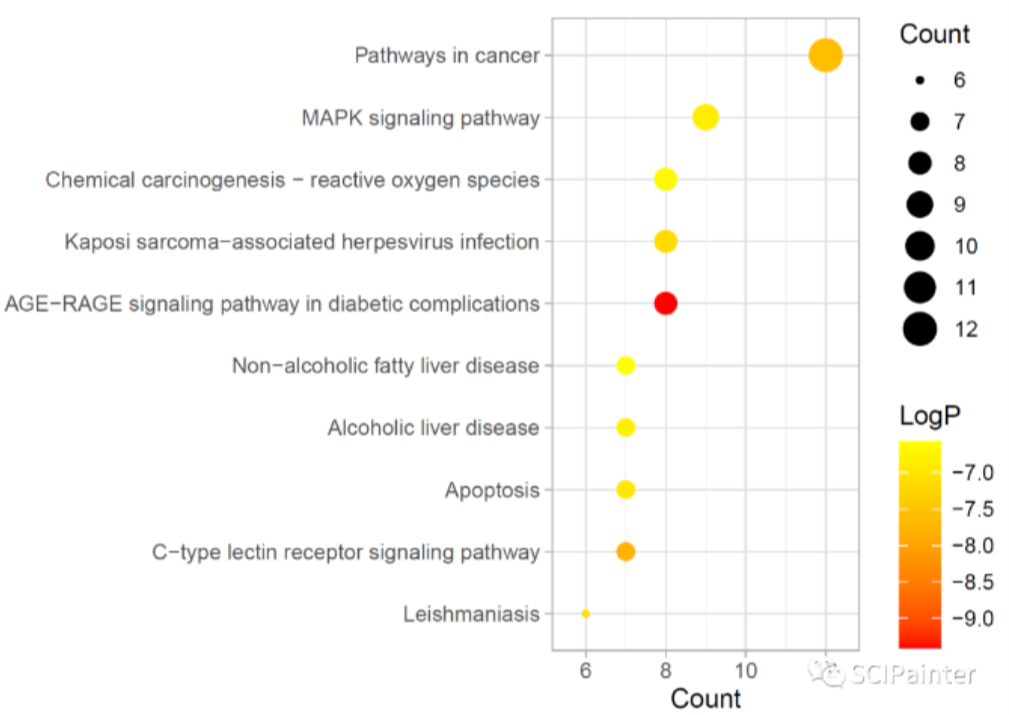 Pathways in cancer
MAPK signaling pathway
Chemical carcinogenesis − reactive oxygen species
Kaposi sarcoma−associated herpesvirus infection
AGE−RAGE signaling pathway in diabetic complications
Non−alcoholic fatty liver disease
Alcoholic liver disease
Apoptosis
C−type lectin receptor signaling pathway
Leishmaniasis
6 8 10
Count
Count
6
7
8
9
10
11
12
LogP
−7.0
−7.5
−8.0
−8.5
−9.0
SCIPainter